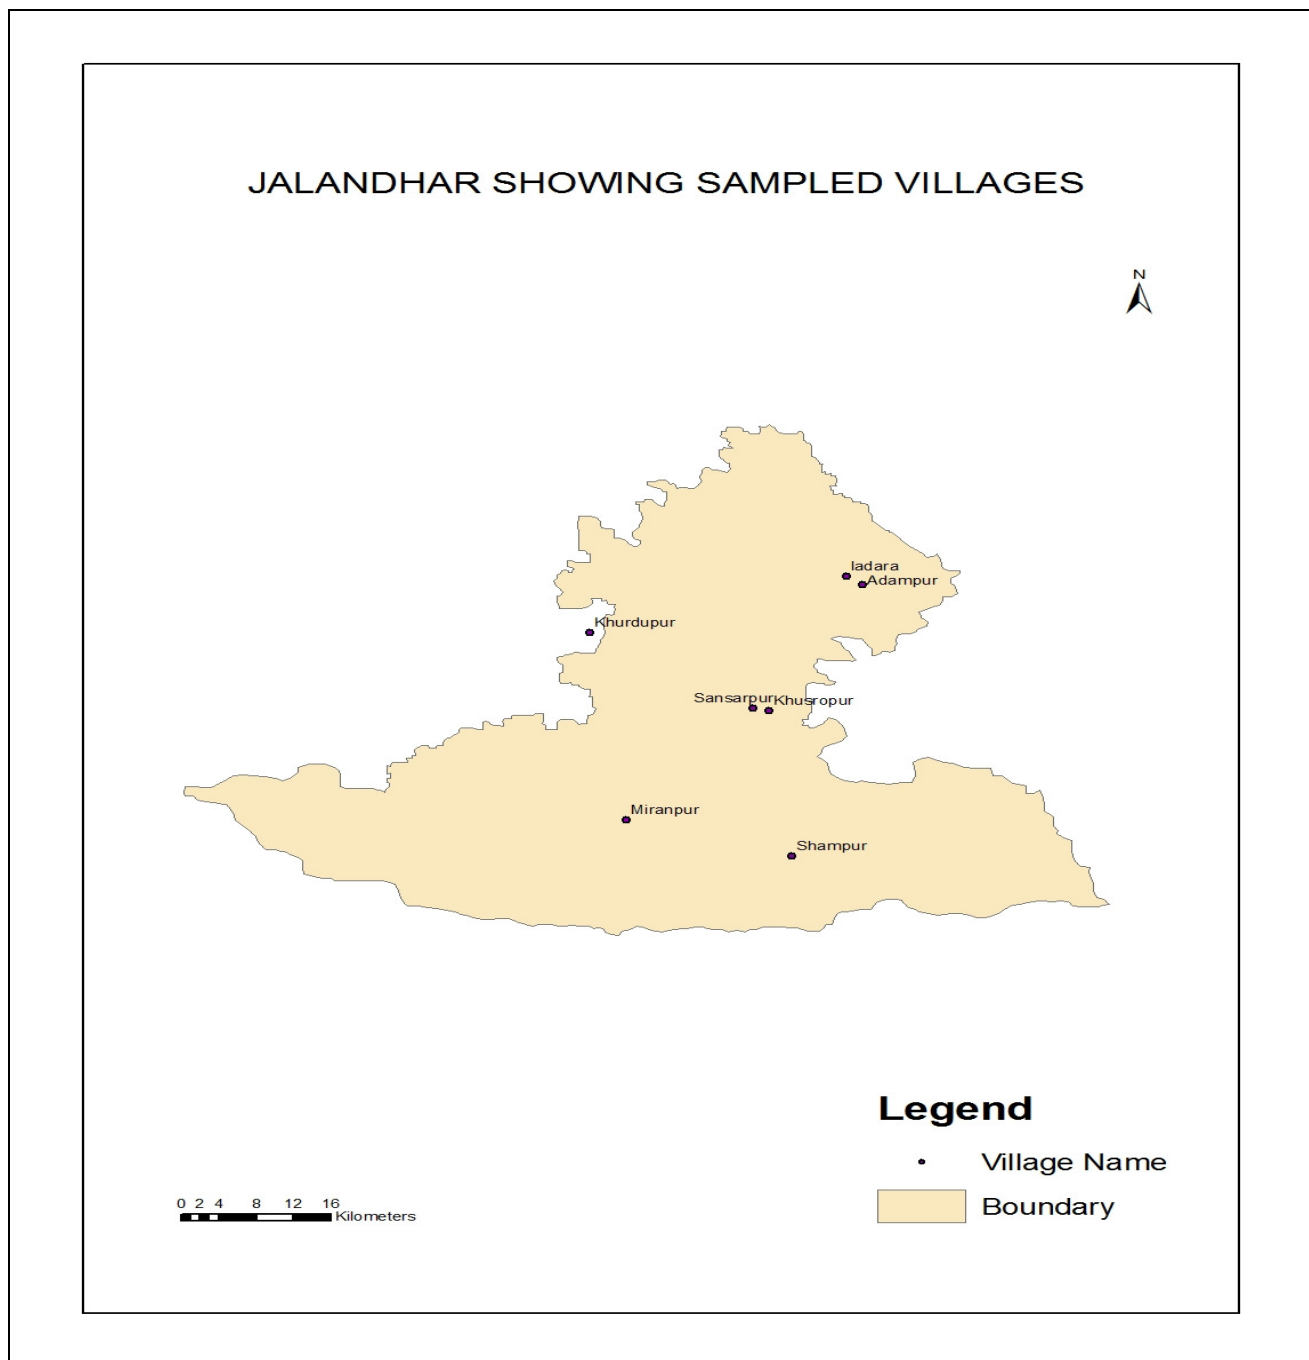 JALANDHAR SHOWING SAMPLED VILLAGES
N
ladara
Adampur
Khurdupur
Sansarpur
Khusropur
Miranpur
Shampur
Legend
Village Name
Boundary
0 2 4 8 12 16
Kilometers